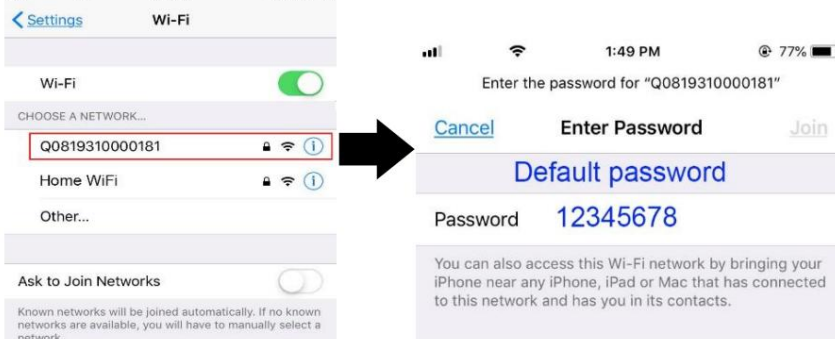 Settings
Wi-Fi
Wi-Fi
CHOOSE A NETWORK...
Q0819310000181
Home WiFi
Other...
Ask to Join Networks
Known networks will be joined automatically. If no known
networks are available, you will have to manually select a
network.
1:49 PM
77%
Enter the password for “Q0819310000181”
Cancel
Enter Password
Join
Default password
Password
12345678
You can also access this Wi-Fi network by bringing your
iPhone near any iPhone, iPad or Mac that has connected
to this network and has you in its contacts.